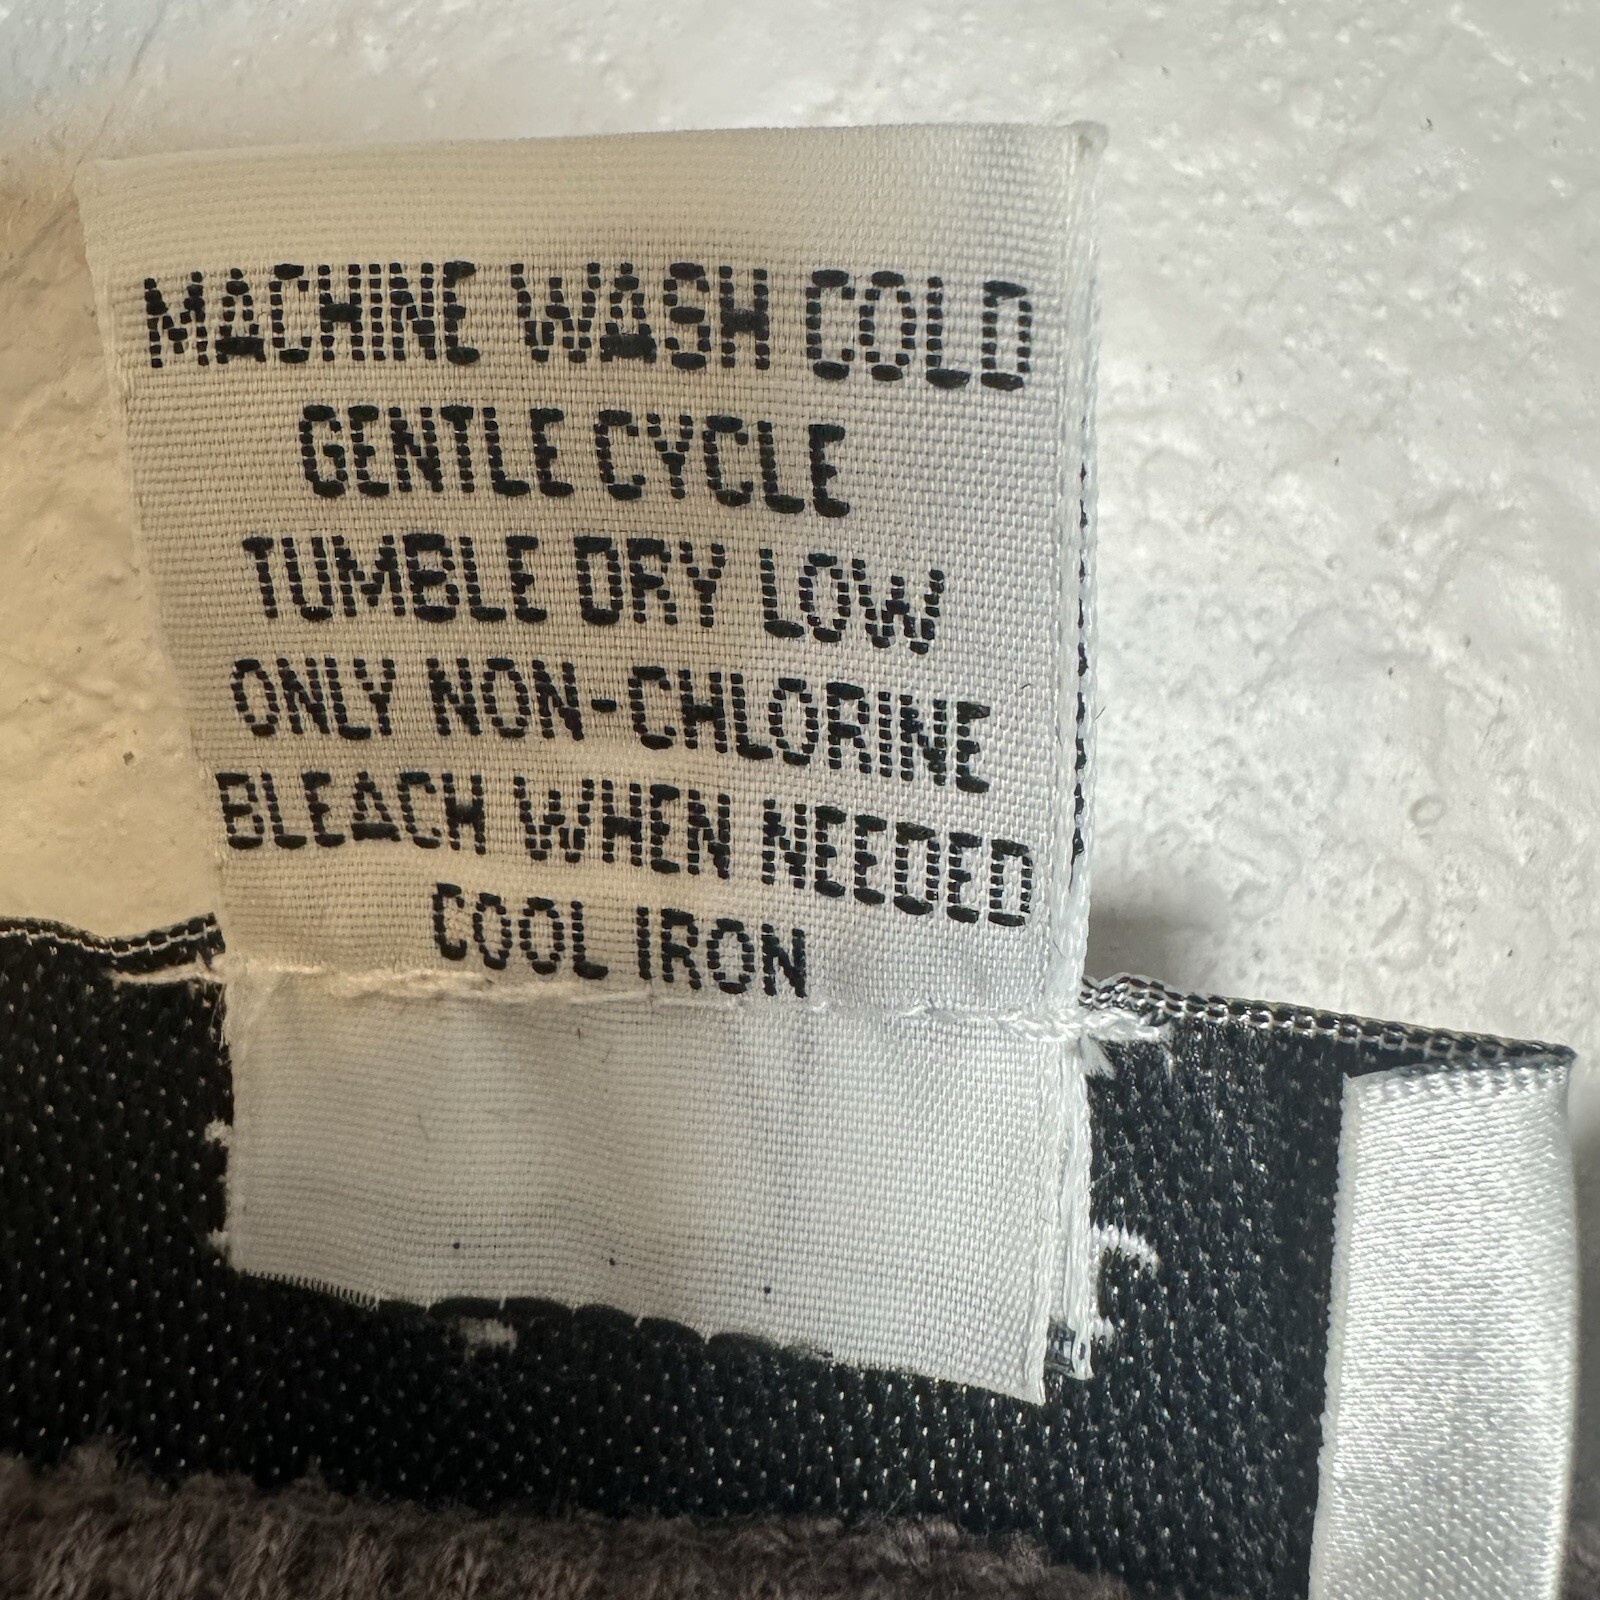 MACHINE WASH COLD
GENTLE CYCLE
TUMBLE DRY LOW
ONLY NON-CHLORINE
BLEACH WHEN NEEDED
COOL IRON